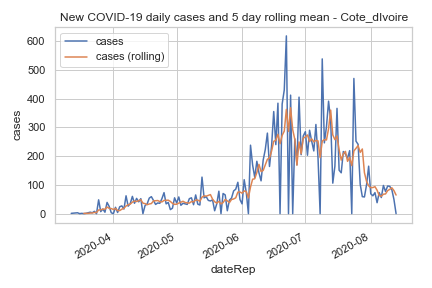 New COVID-19 daily cases and 5 day rolling mean - Cote_dIvoire
cases
cases (rolling)
600
500
400
300
200
100
0
cases
2020-04
2020-05
2020-06
2020-07
2020-08
dateRep